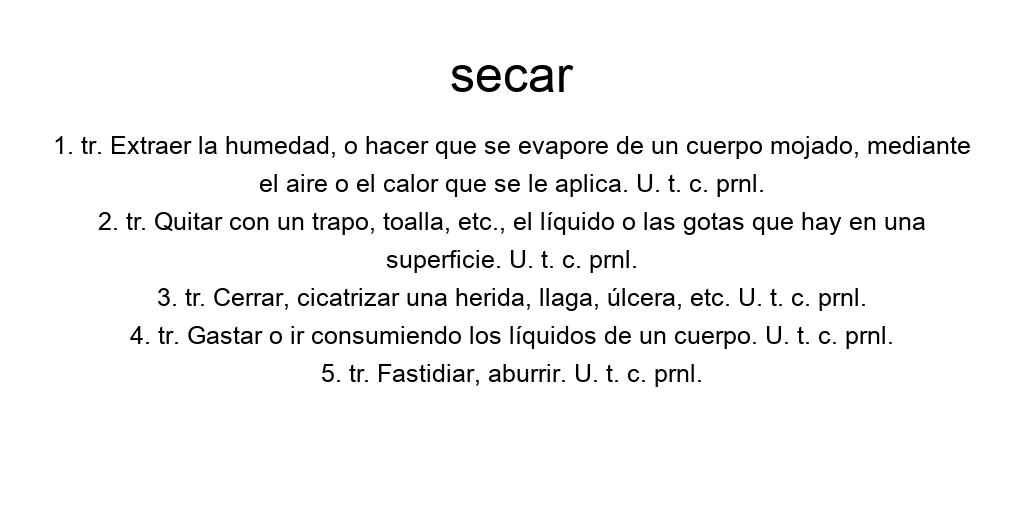 secar
1. tr. Extraer la humedad, o hacer que se evapore de un cuerpo mojado, mediante
el aire o el calor que se le aplica. U. t. c. prnl.
2. tr. Quitar con un trapo, toalla, etc., el líquido o las gotas que hay en una
superficie. U. t. c. prnl.
3. tr. Cerrar, cicatrizar una herida, llaga, úlcera, etc. U. t. c. prnl.
4. tr. Gastar o ir consumiendo los líquidos de un cuerpo. U. t. c. prnl.
5. tr. Fastidiar, aburrir. U. t. c. prnl.